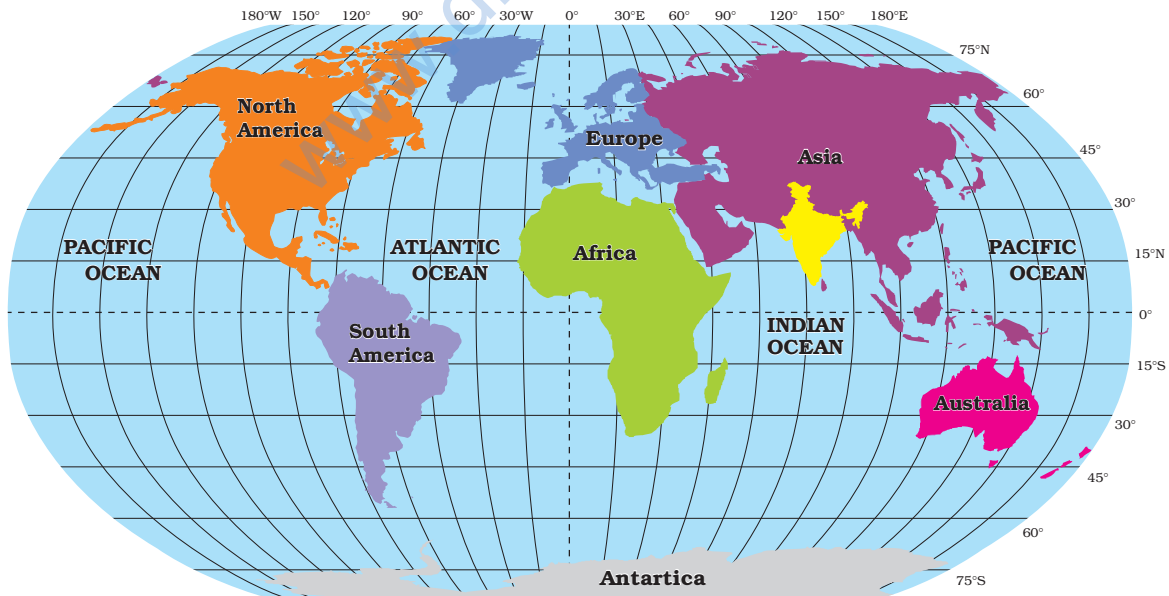 180°W 150° 120° 90° 60° 30°W 0° 30°E 60° 90° 120° 150° 180°E
75°N
60°
45°
30°
15°N
0°
15°S
30°
45°
60°
75°S
North
America
Europe
Asia
PACIFIC
OCEAN
ATLANTIC
OCEAN
Africa
PACIFIC
OCEAN
South
America
INDIAN
OCEAN
Australia
Antartica